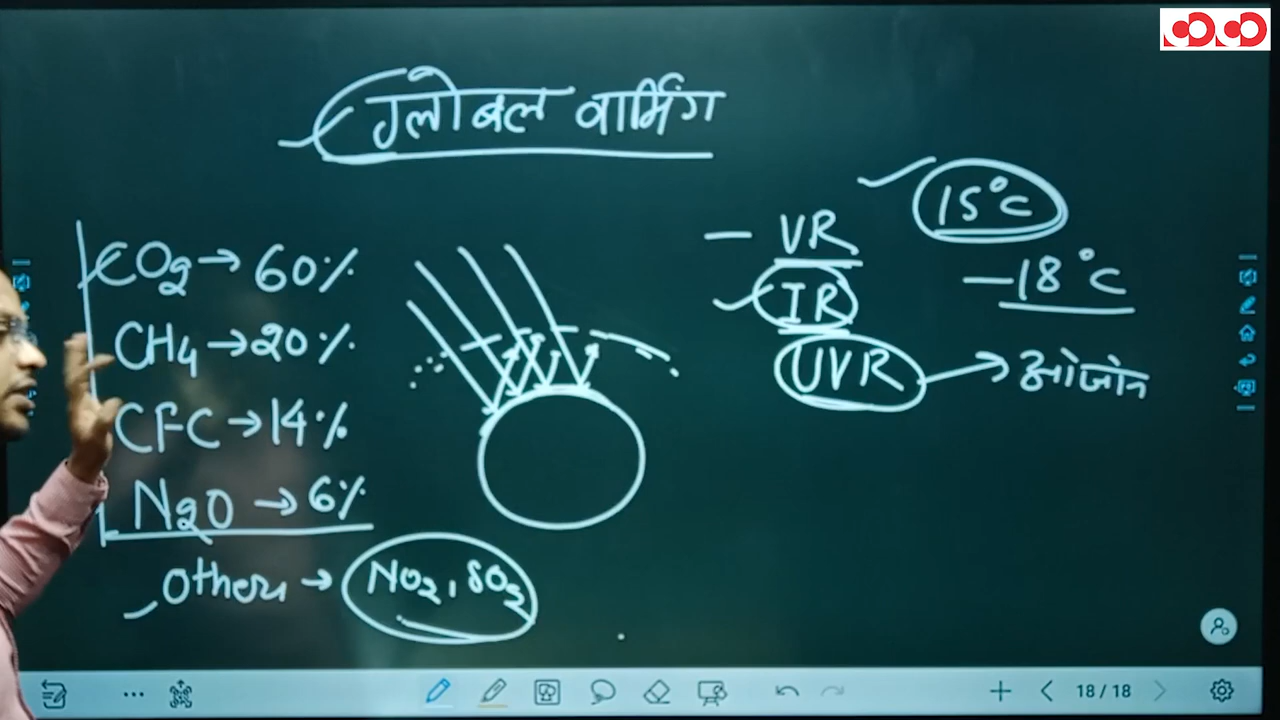 ग्लोबल वार्मिंग
CO2 → 60%
CH4 → 20%
CFC → 14%
N2O → 6%
Others → NO2, SO2
15°C
-18°C
- VR
IR
UVR → ओजोन
18 / 18